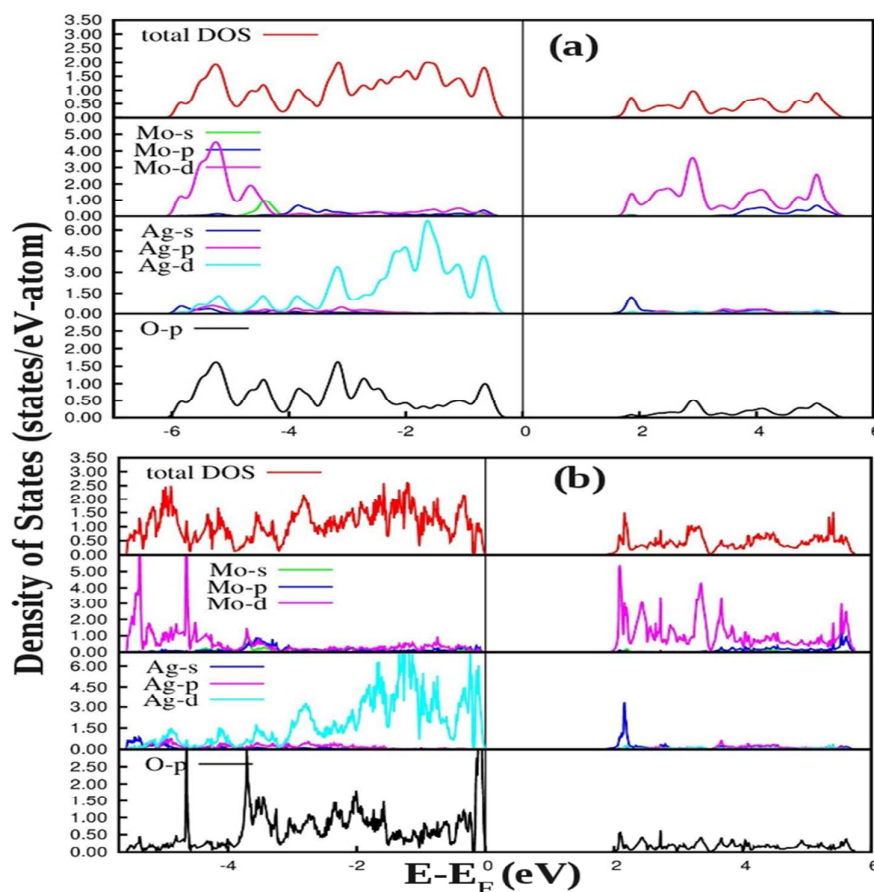 Density of States (states/eV-atom)
(a)
3.50
3.00
2.50
2.00
1.50
1.00
0.50
0.00
total DOS
5.00
4.00
3.00
2.00
1.00
0.00
Mo-s
Mo-p
Mo-d
6.00
4.50
3.00
1.50
0.00
Ag-s
Ag-p
Ag-d
2.50
2.00
1.50
1.00
0.50
0.00
O-p
-6 -4 -2 0 2 4 6
(b)
3.50
3.00
2.50
2.00
1.50
1.00
0.50
0.00
total DOS
5.00
4.00
3.00
2.00
1.00
0.00
Mo-s
Mo-p
Mo-d
6.00
4.50
3.00
1.50
0.00
Ag-s
Ag-p
Ag-d
2.50
2.00
1.50
1.00
0.50
0.00
O-p
-4 -2 0 2 4 6
E-E_F (eV)